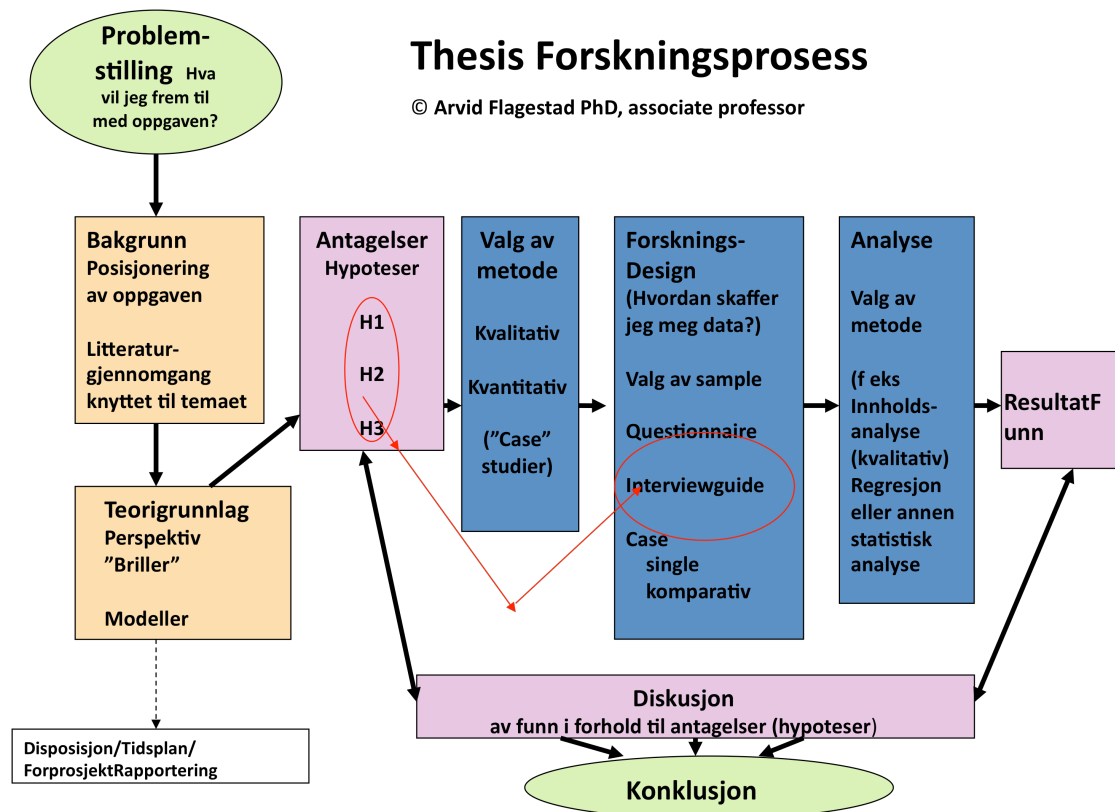 Problem-
stilling Hva
vil jeg frem til
med oppgaven?
Thesis Forskningsprosess
© Arvid Flagestad PhD, associate professor
Bakgrunn
Posisjonering
av oppgaven
Litteratur-
gjennomgang
knyttet til temaet
Teorigrunnlag
Perspektiv
”Briller”
Modeller
Disposisjon/Tidsplan/
ForprosjektRapportering
Antagelser
Hypoteser
H1
H2
H3
Valg av
metode
Kvalitativ
Kvantitativ
(”Case”
studier)
Forsknings-
Design
(Hvordan skaffer
jeg meg data?)
Valg av sample
Questionnaire
Interviewguide
Case
single
komparativ
Analyse
Valg av
metode
(f eks
Innholds-
analyse
(kvalitativ)
Regresjon
eller annen
statistisk
analyse
ResultatF
unn
Diskusjon
av funn i forhold til antagelser (hypoteser)
Konklusjon